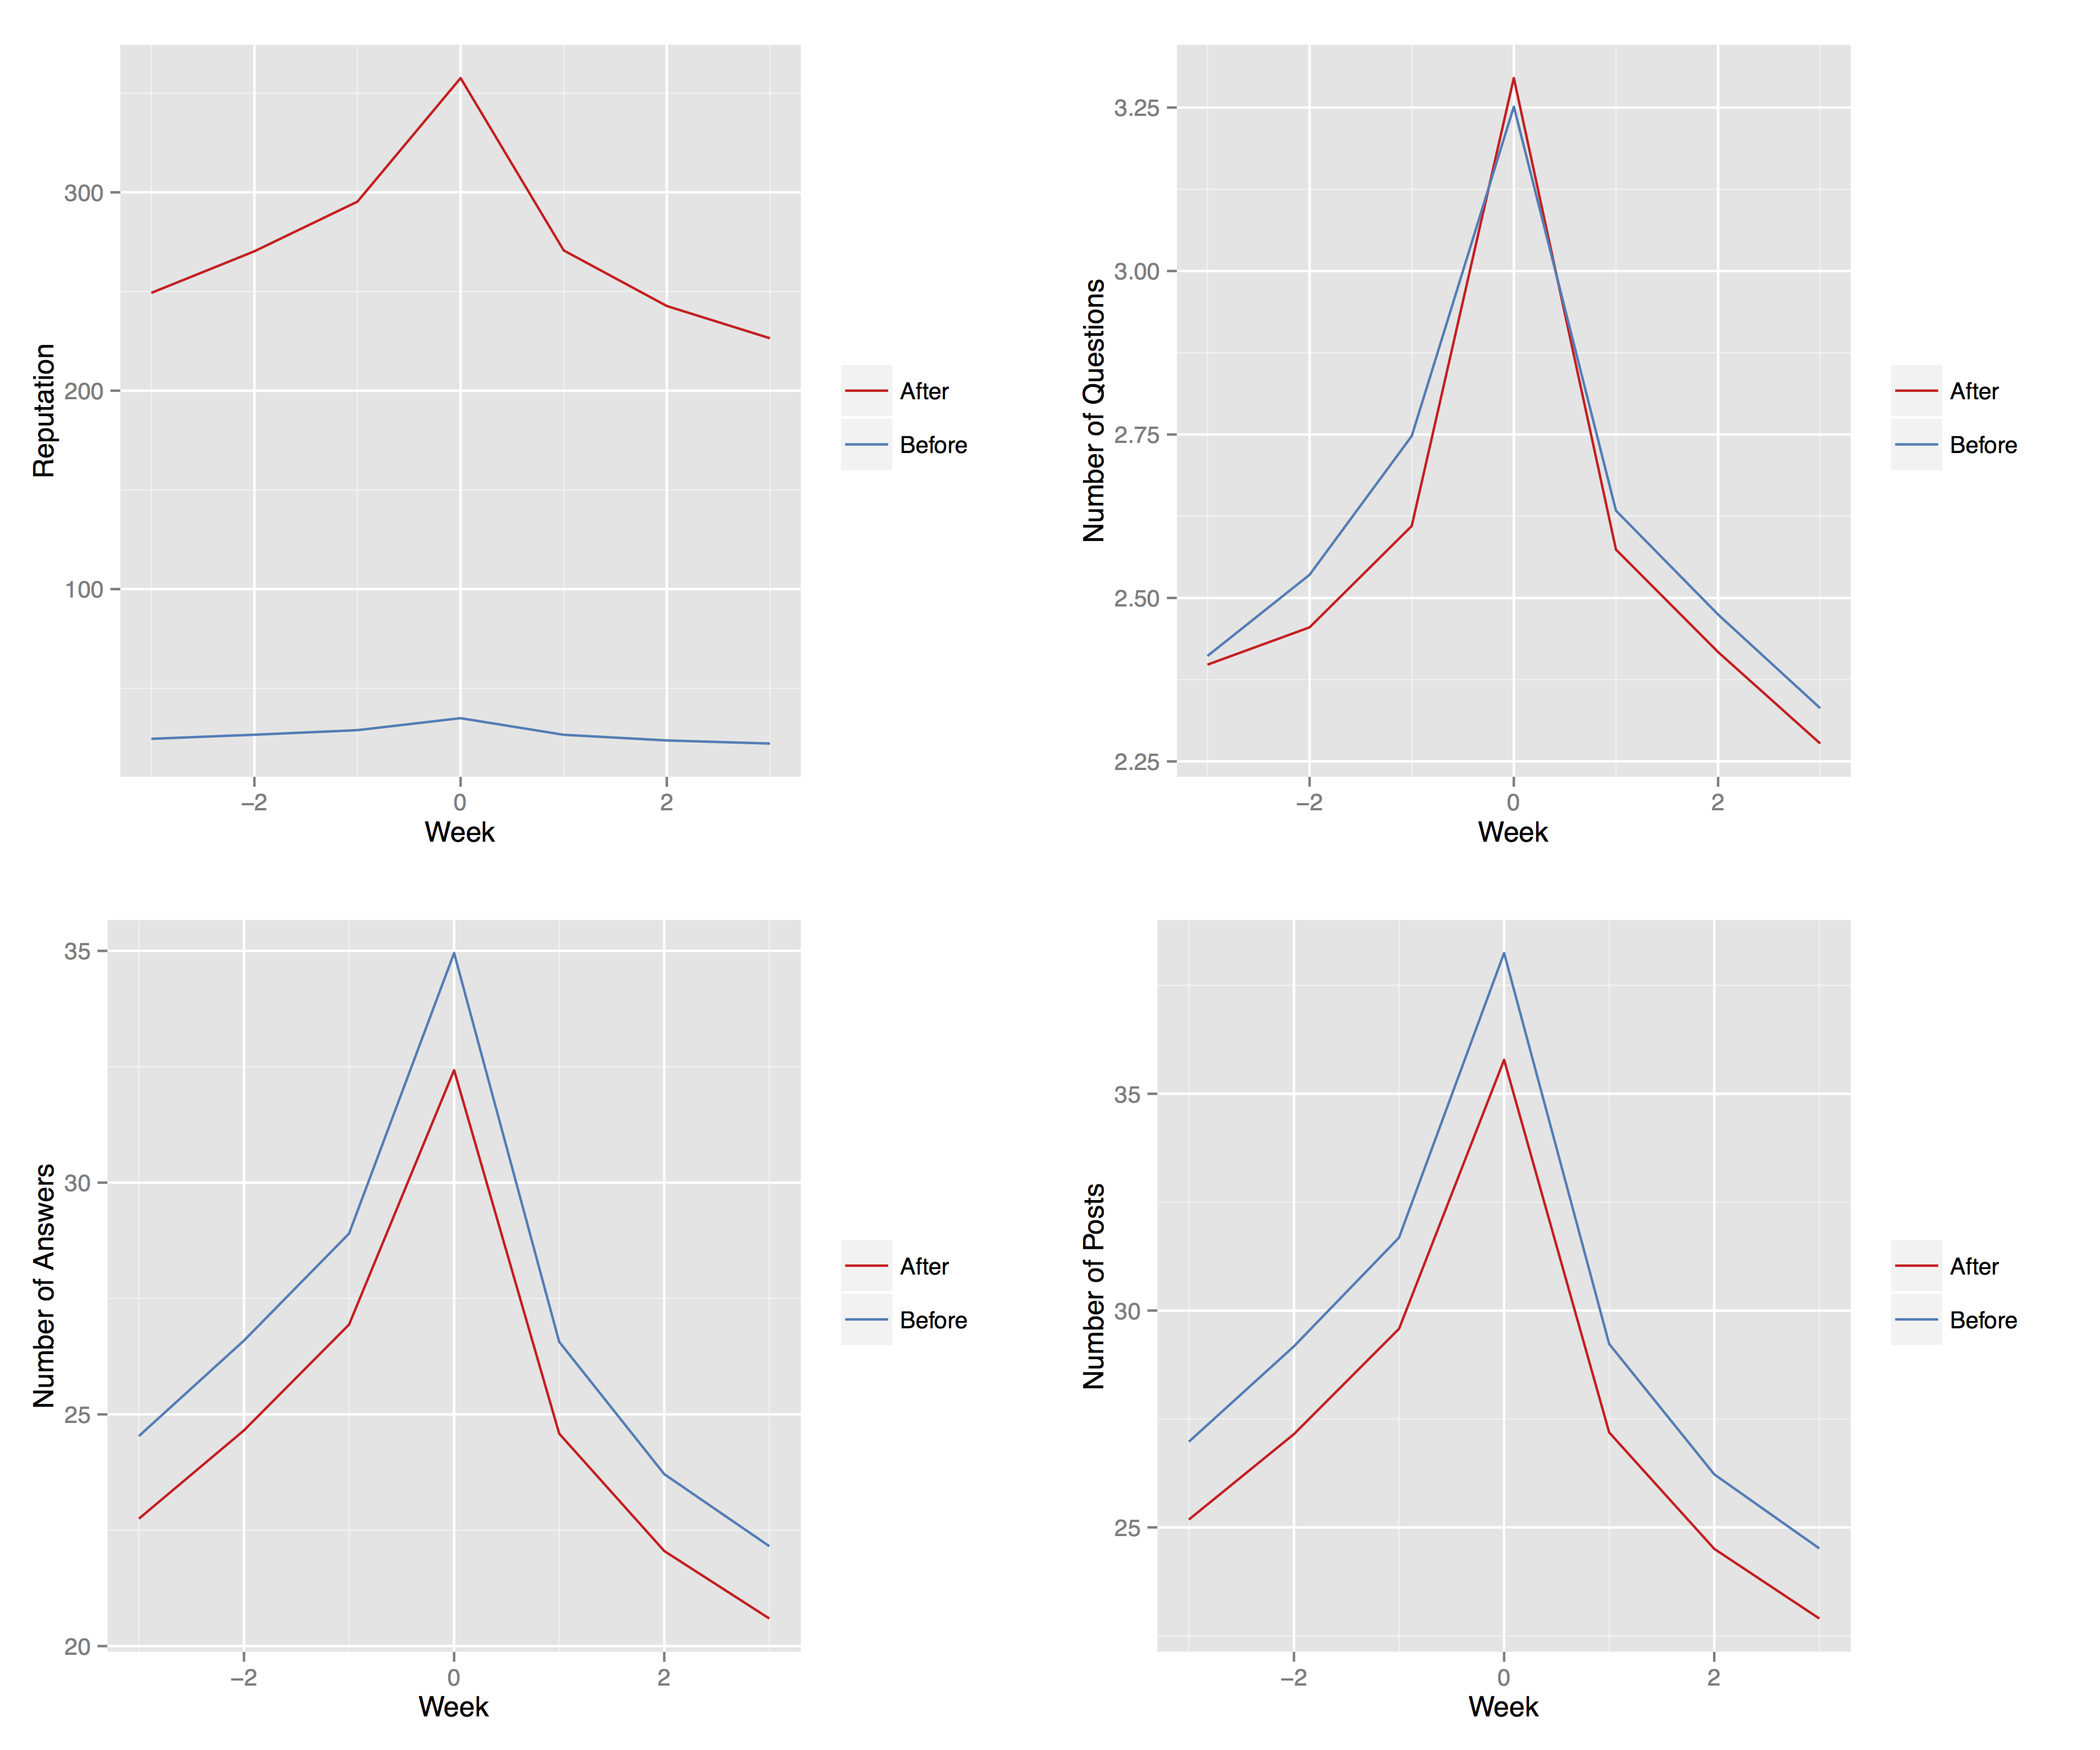 Reputation
300
200
100
−2
0
2
Week
After
Before
Number of Questions
3.25
3.00
2.75
2.50
2.25
−2
0
2
Week
After
Before
Number of Answers
35
30
25
20
−2
0
2
Week
After
Before
Number of Posts
35
30
25
−2
0
2
Week
After
Before